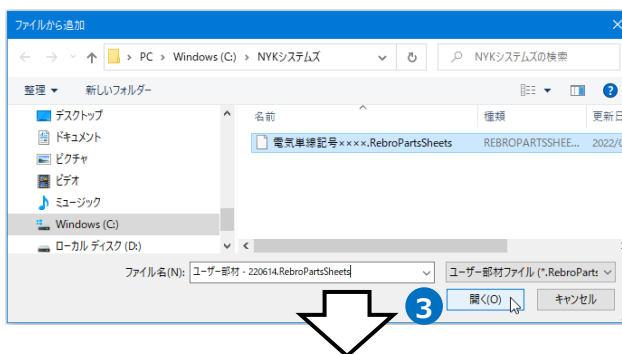 ファイルから追加
PC > Windows (C:) > NYKシステムズ
NYKシステムズの検索
整理 新しいフォルダー
名前 種類 更新日
デスクトップ
ドキュメント
ピクチャ
ビデオ
ミュージック
Windows (C:)
ローカル ディスク (D:)
電気単線記号××××.RebroPartsSheets REBROPARTSSHEE... 2022/0
ファイル名(N): ユーザー部材 - 220614.RebroPartsSheets ユーザー部材ファイル (*.RebroParts
3
開く(O) キャンセル